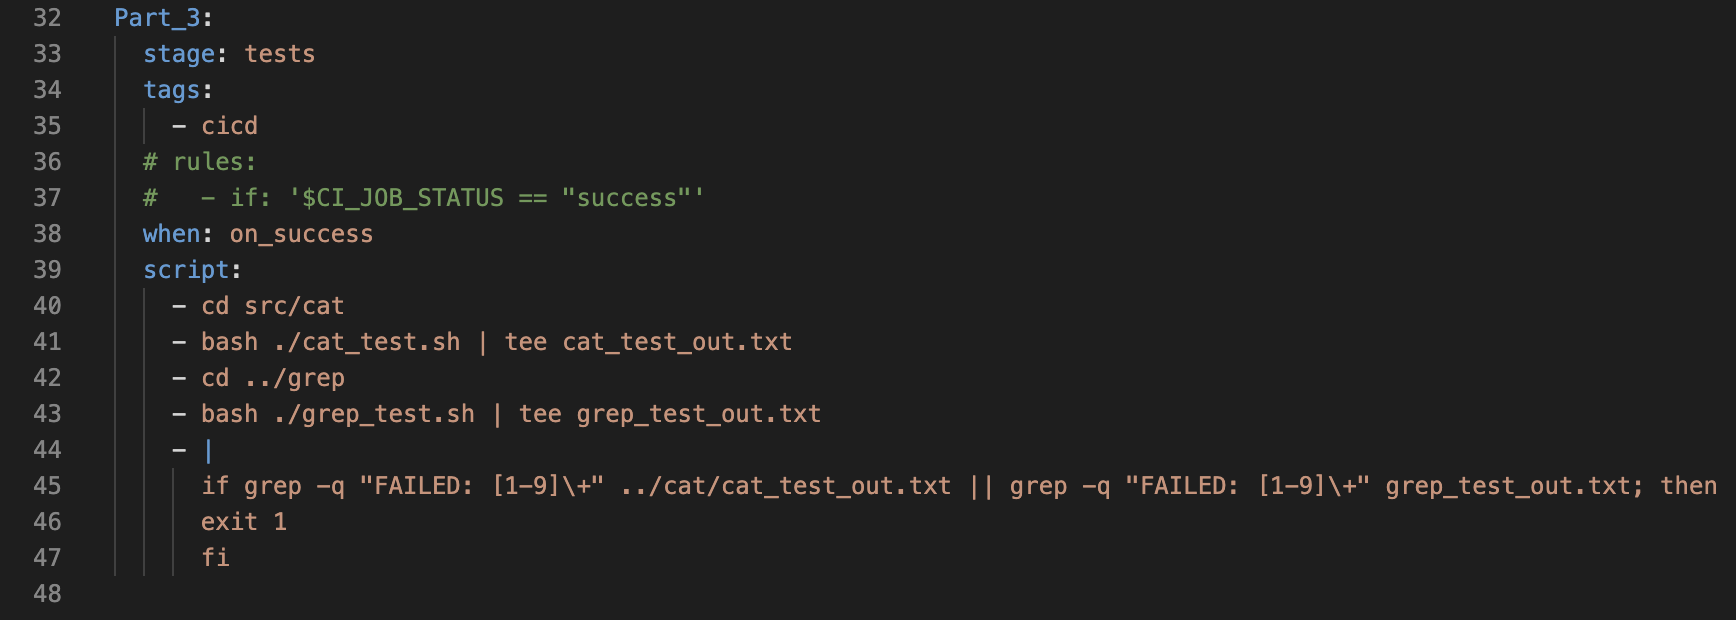 32 Part_3:
33 stage: tests
34 tags:
35 - cicd
36 # rules:
37 #   - if: '$CI_JOB_STATUS == "success"'
38 when: on_success
39 script:
40 - cd src/cat
41 - bash ./cat_test.sh | tee cat_test_out.txt
42 - cd ../grep
43 - bash ./grep_test.sh | tee grep_test_out.txt
44 - |
45 if grep -q "FAILED: [1-9]\+" ../cat/cat_test_out.txt || grep -q "FAILED: [1-9]\+" grep_test_out.txt; then
46 exit 1
47 fi
48